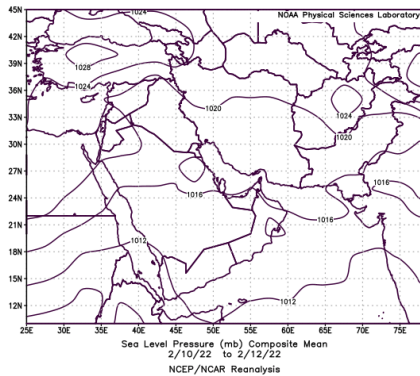 NOAA Physical Sciences Laboratory
45N
42N
39N
36N
33N
30N
27N
24N
21N
18N
15N
12N
1024
1028
1024
1020
1024
1020
1016
1016
1016
1012
1012
25E 30E 35E 40E 45E 50E 55E 60E 65E 70E 75E
Sea Level Pressure (mb) Composite Mean
2/10/22 to 2/12/22
NCEP/NCAR Reanalysis